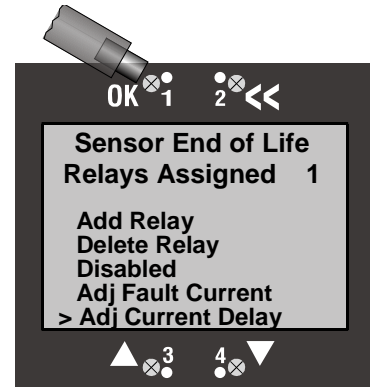 OK 1 2 <<
Sensor End of Life
Relays Assigned 1
Add Relay
Delete Relay
Disabled
Adj Fault Current
> Adj Current Delay
3 4